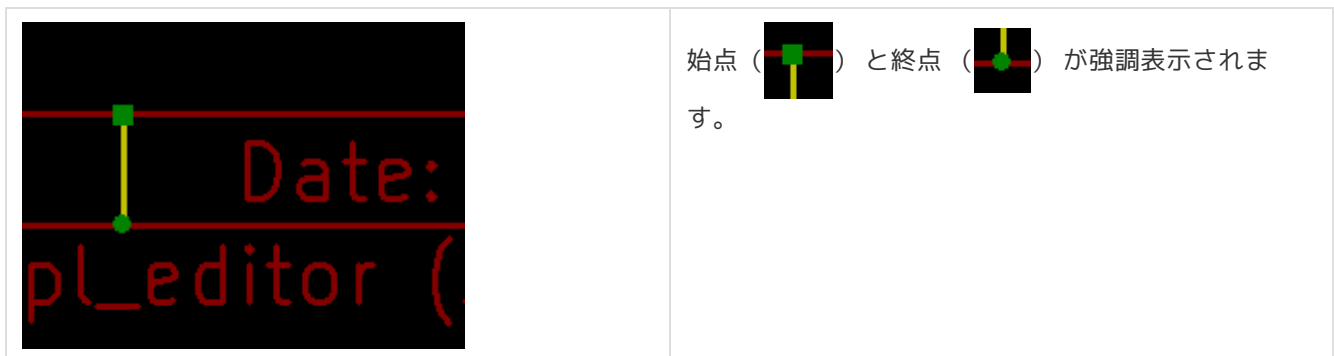 Date:
pl_editor (
始点 () と終点 () が強調表示されま
す。